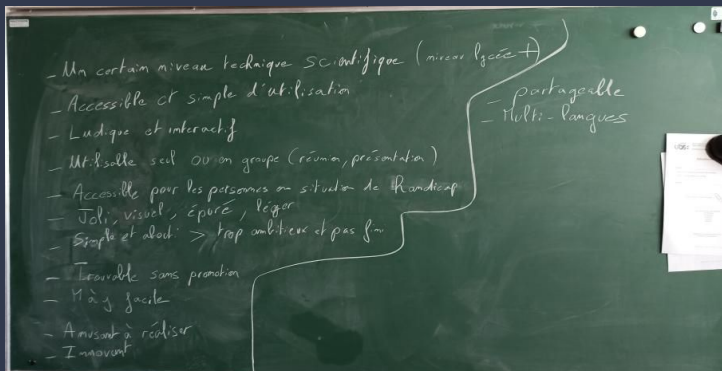 - Un certain niveau technique scientifique (niveau lycée +)
- Accessible et simple d'utilisation
- Ludique et interactif
- Utilisable seul ou en groupe (réunion, présentation)
- Accessible pour les personnes en situation de handicap
- Joli, visuel, épuré, léger
- Simple et abouti > trop ambitieux et pas fini
-
- trouvable sans promotion
- Màj facile
- Amusant à réaliser
- Innovant
- partageable
- Multi-langues